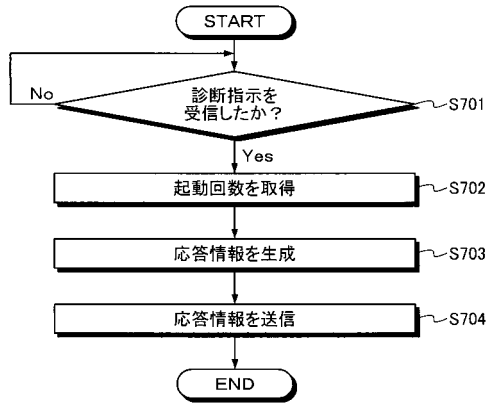 START
診断指示を
受信したか？
S701
No
Yes
起動回数を取得
S702
応答情報を生成
S703
応答情報を送信
S704
END